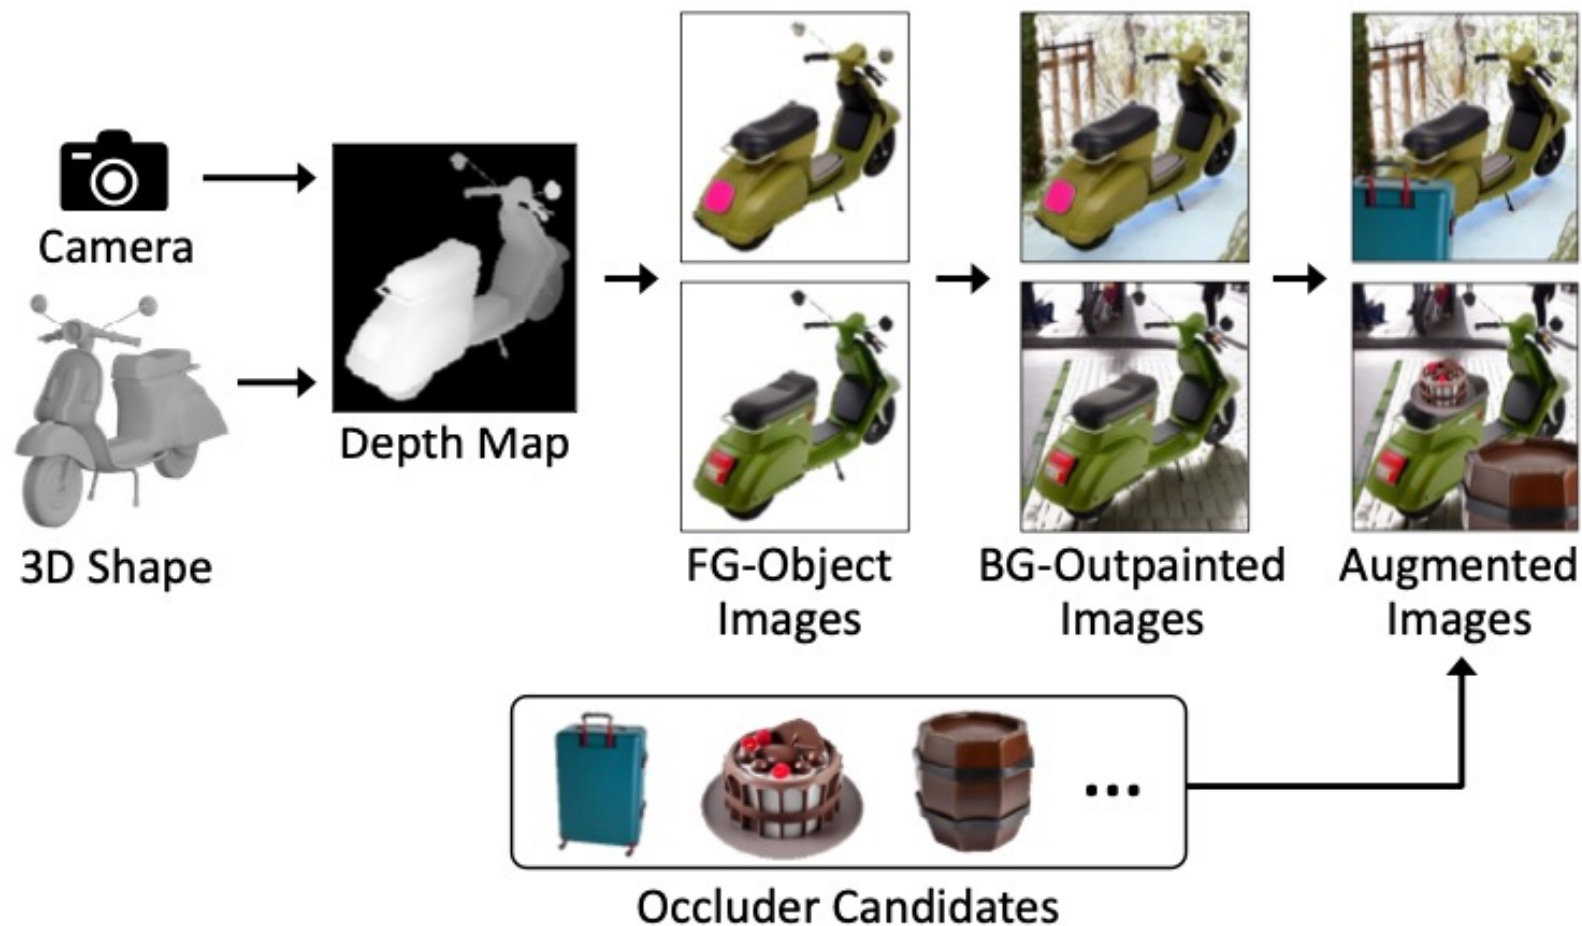 Camera
3D Shape
Depth Map
FG-Object
Images
BG-Outpainted
Images
Augmented
Images
...
Occluder Candidates